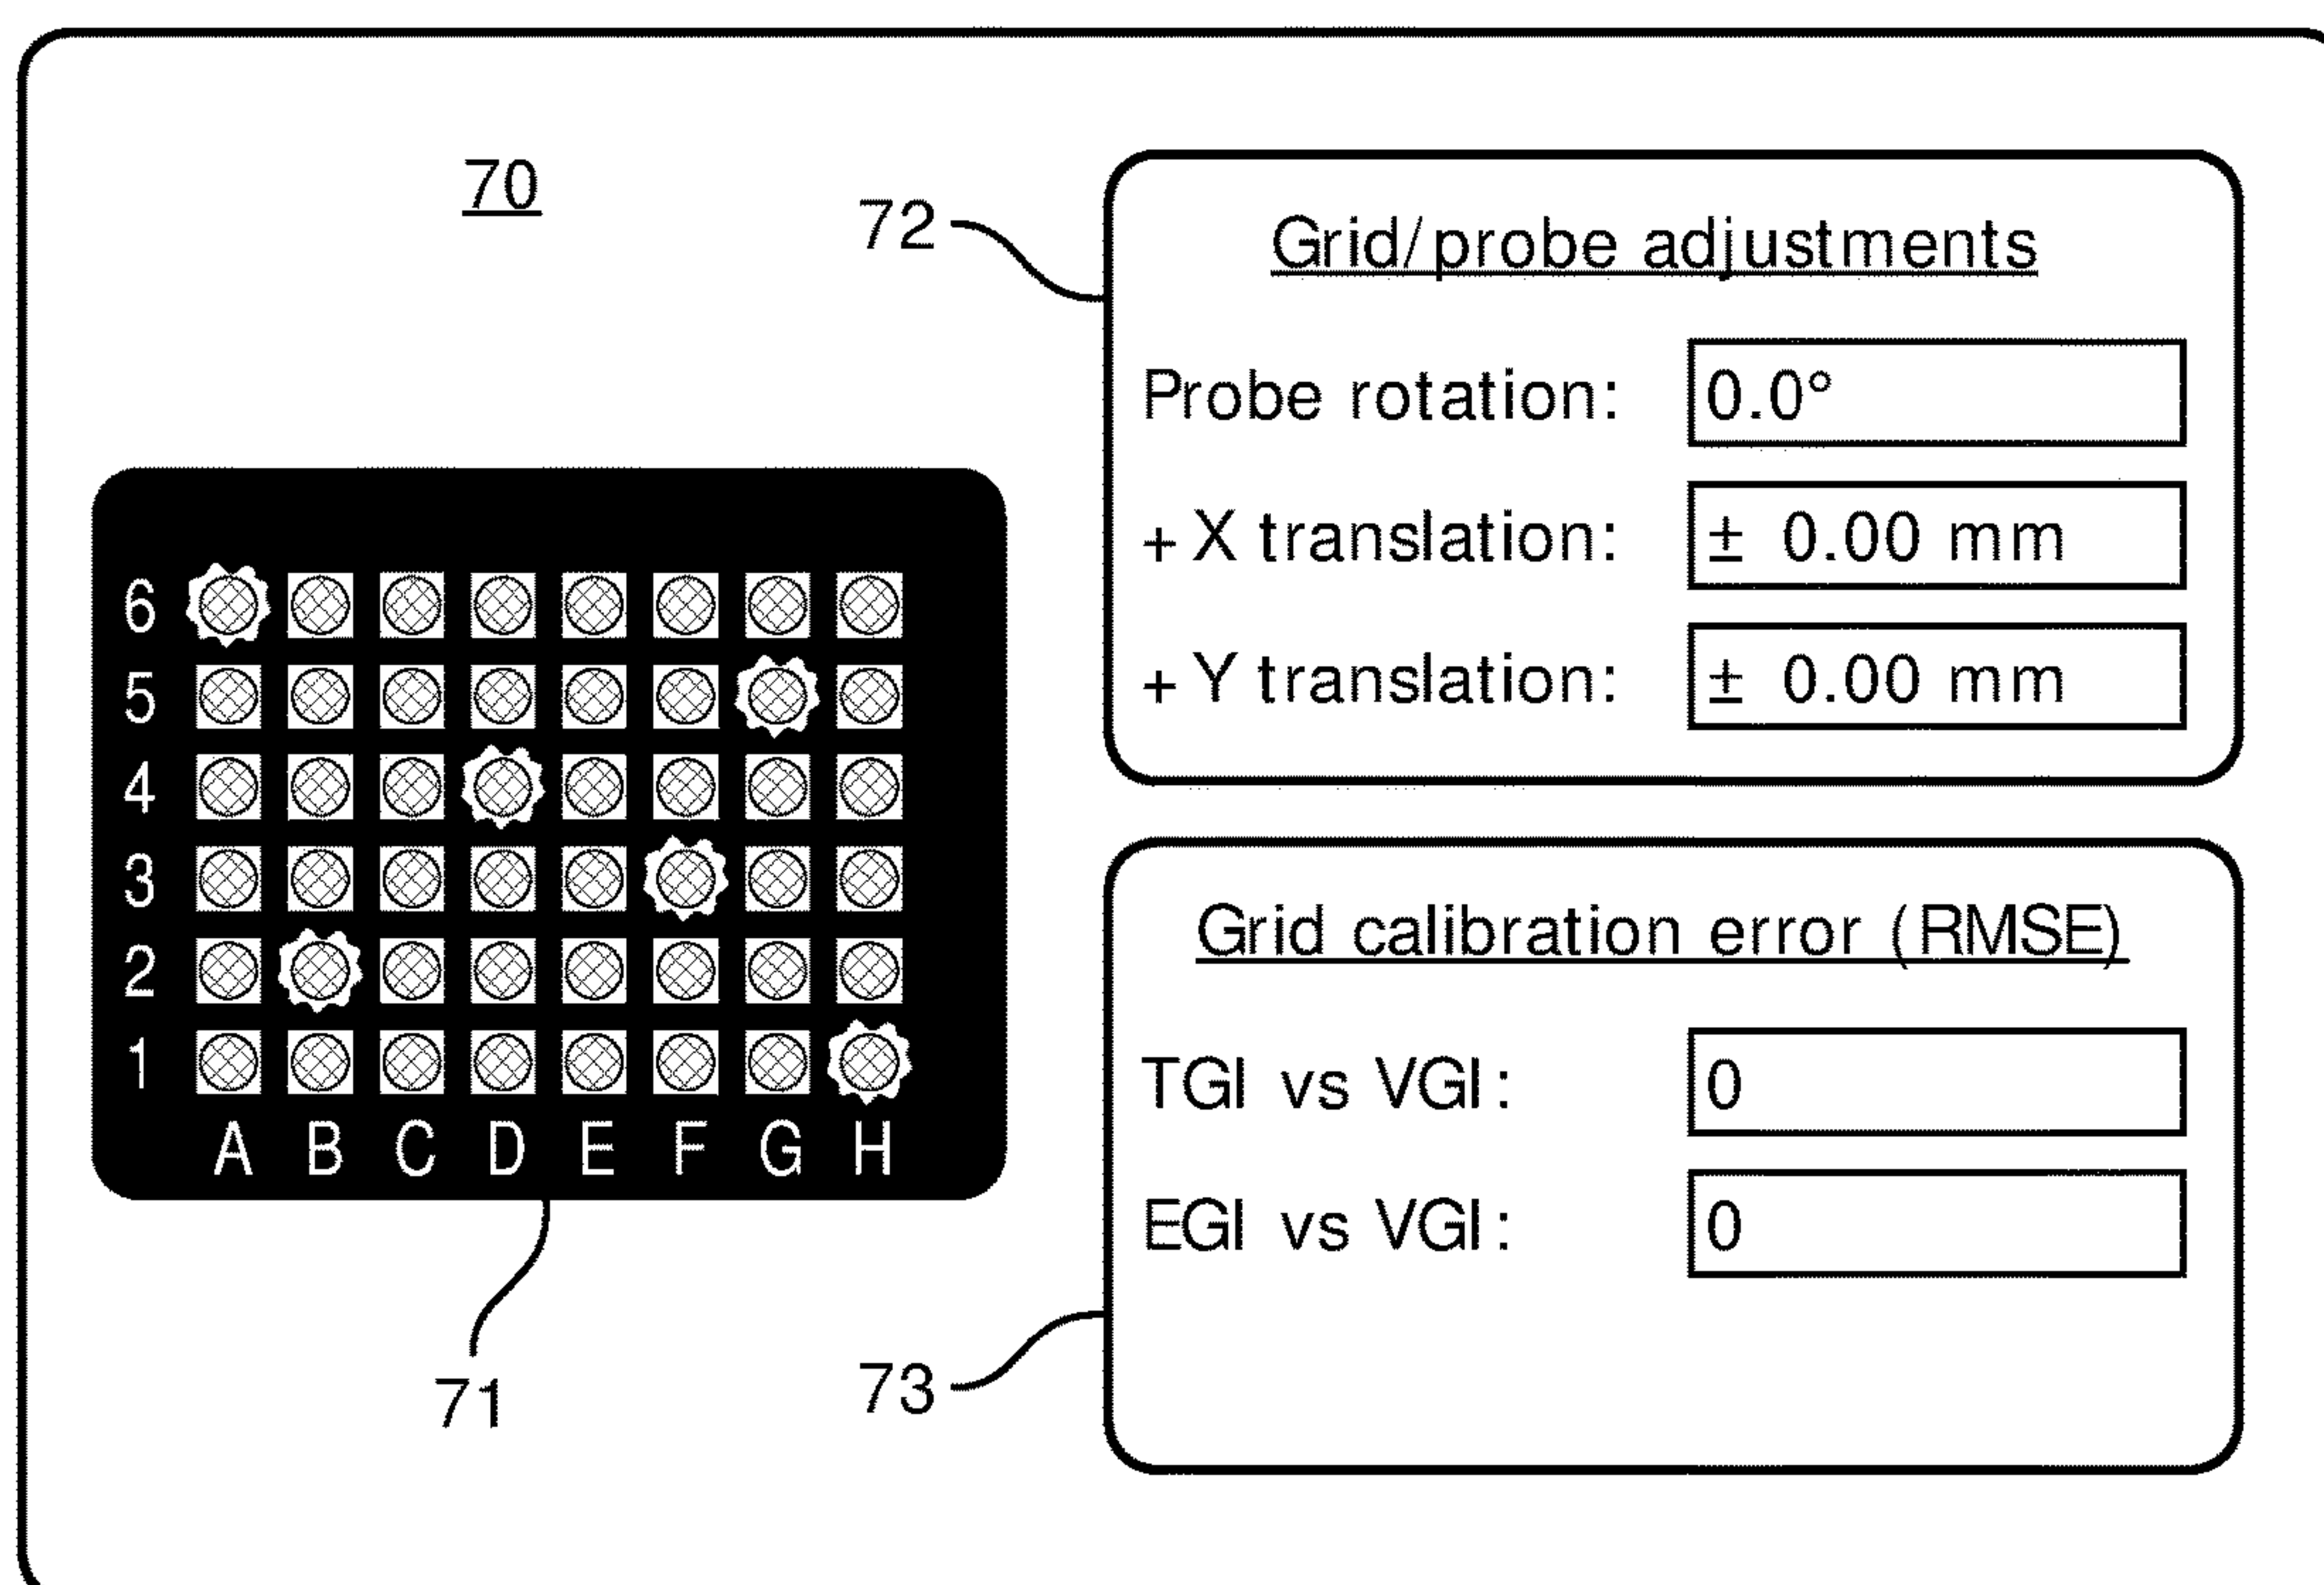 70
72
Grid/probe adjustments
Probe rotation: 0.0°
+ X translation: ± 0.00 mm
+ Y translation: ± 0.00 mm
6
5
4
3
2
1
A B C D E F G H
71
73
Grid calibration error (RMSE)
TGI vs VGI: 0
EGI vs VGI: 0